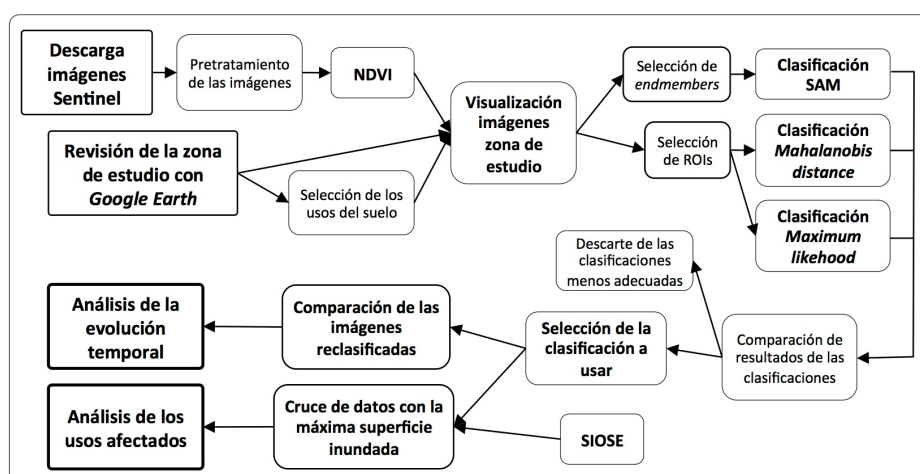 Descarga
imágenes
Sentinel
Pretratamiento
de las imágenes
NDVI
Revisión de la zona
de estudio con
Google Earth
Selección de los
usos del suelo
Visualización
imágenes
zona de
estudio
Selección de
endmembers
Clasificación
SAM
Selección
de ROIs
Clasificación
Mahalanobis
distance
Clasificación
Maximum
likehood
Descarte de las
clasificaciones
menos adecuadas
Comparación de
resultados de las
clasificaciones
Selección de la
clasificación a
usar
Comparación de las
imágenes
reclasificadas
Análisis de la
evolución
temporal
Cruce de datos con la
máxima superficie
inundada
SIOSE
Análisis de los
usos afectados